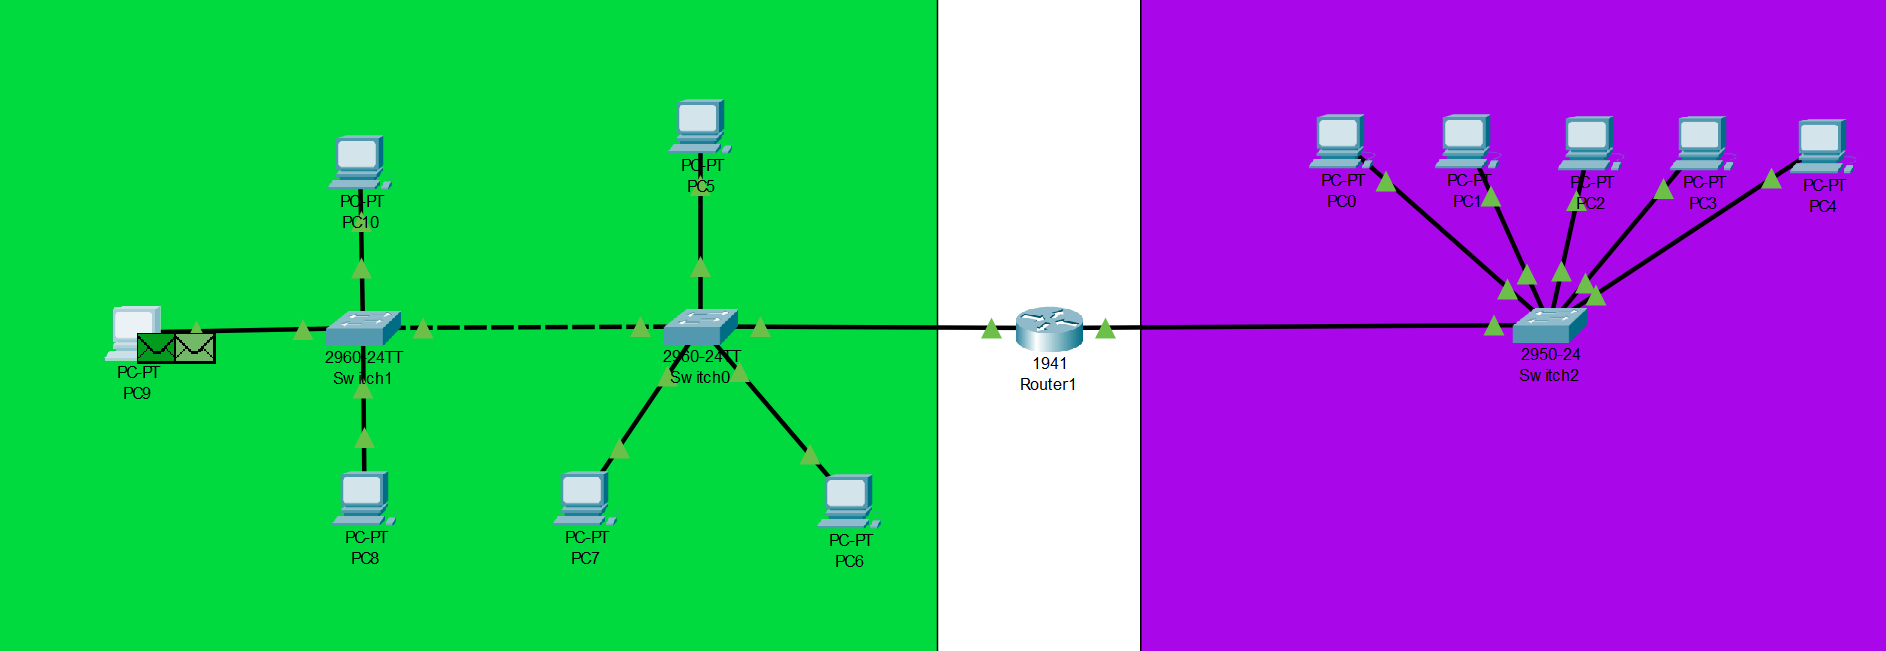 PC-PT
PC10
PC-PT
PC5
PC-PT
PC9
2960-24TT
Switch1
2960-24TT
Switch0
PC-PT
PC8
PC-PT
PC7
PC-PT
PC6
1941
Router1
PC-PT
PC0
PC-PT
PC1
PC-PT
PC2
PC-PT
PC3
PC-PT
PC4
2950-24
Switch2